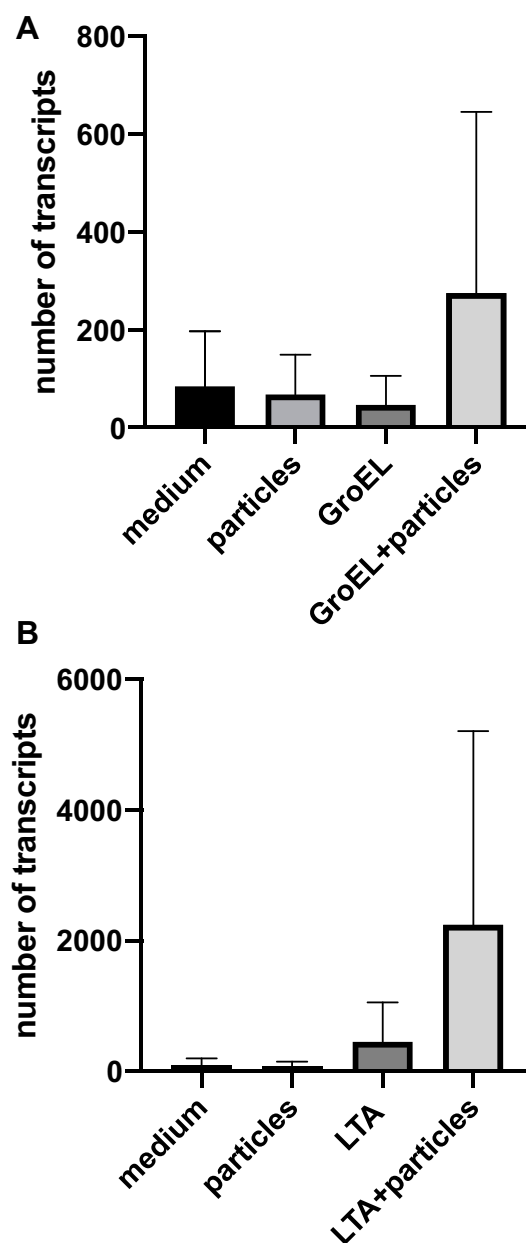 A
number of transcripts
800
600
400
200
0
medium
particles
GroEL
GroEL+particles
B
number of transcripts
6000
4000
2000
0
medium
particles
LTA
LTA+particles